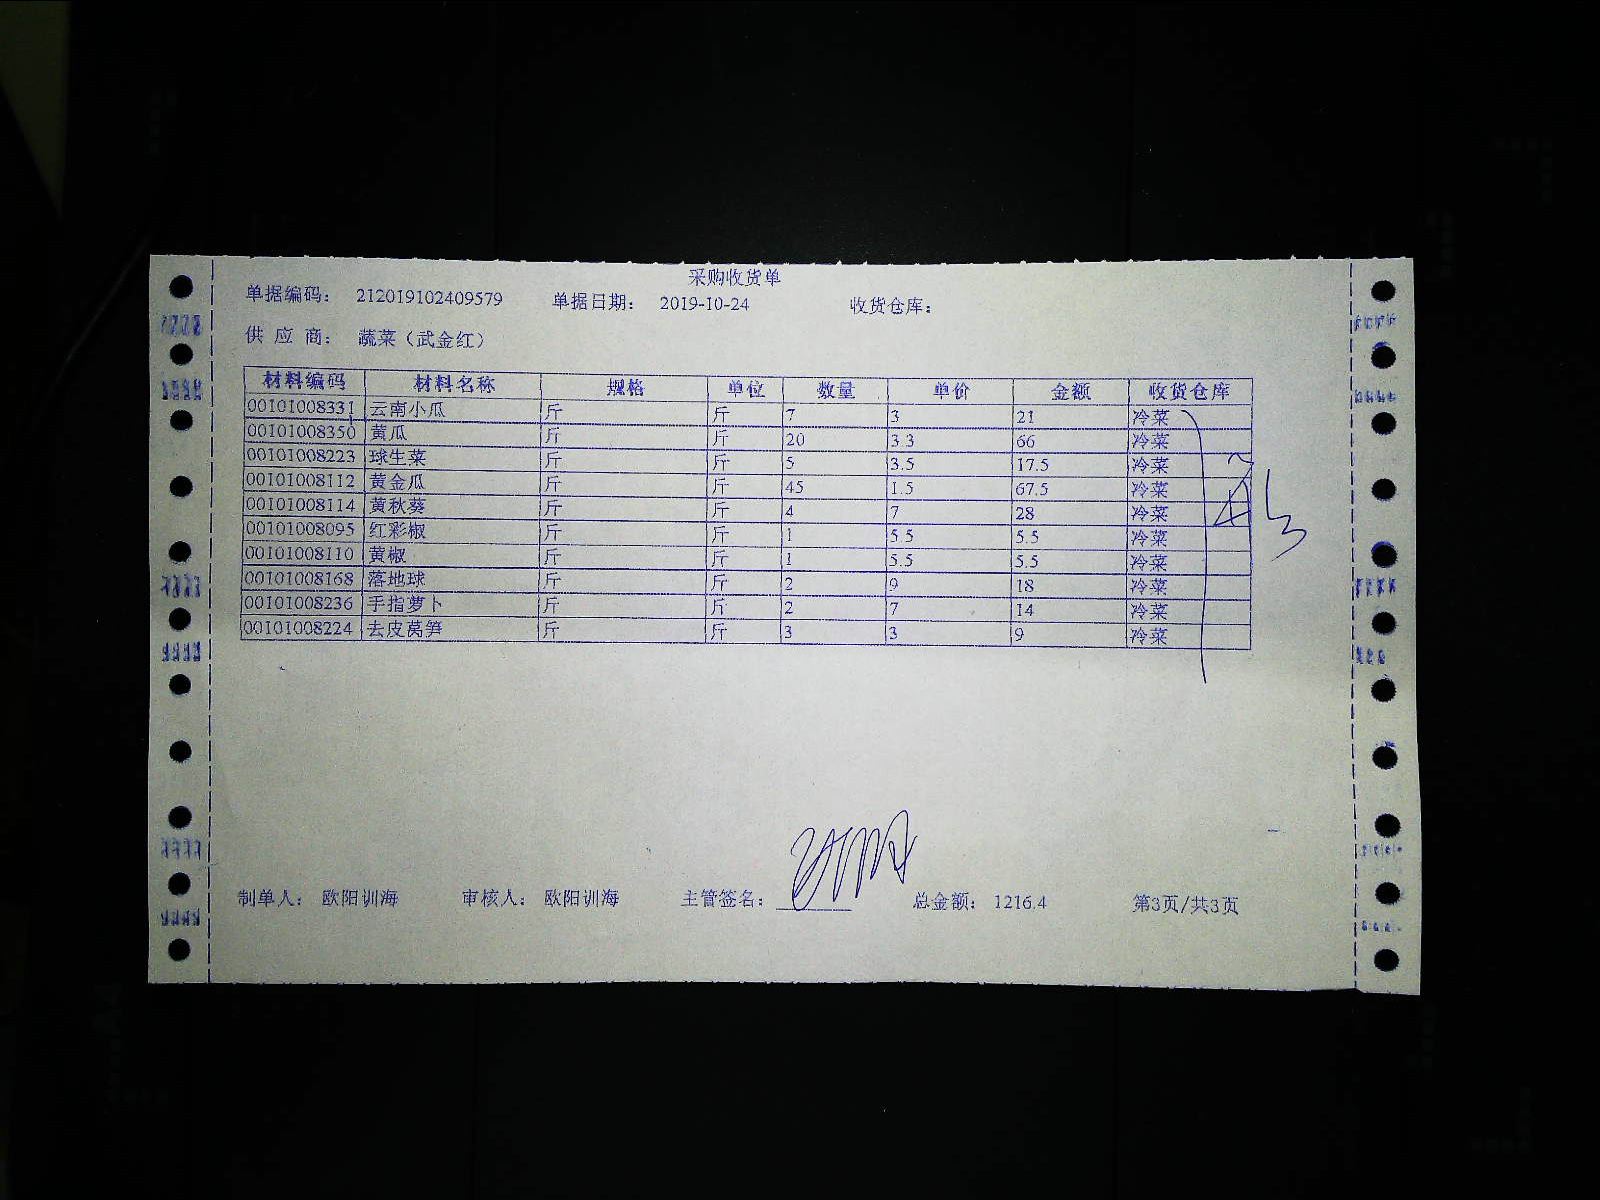 采购收货单
单据编码： 212019102409579 单据日期： 2019-10-24 收货仓库：
供 应 商： 蔬菜（武金红）
材料编码 材料名称 规格 单位 数量 单价 金额 收货仓库
00101008331 云南小瓜 斤 斤 7 3 21 冷菜
00101008350 黄瓜 斤 斤 20 3.3 66 冷菜
00101008223 球生菜 斤 斤 5 3.5 17.5 冷菜
00101008112 黄金瓜 斤 斤 45 1.5 67.5 冷菜
00101008114 黄秋葵 斤 斤 4 7 28 冷菜
00101008095 红彩椒 斤 斤 1 5.5 5.5 冷菜
00101008110 黄椒 斤 斤 1 5.5 5.5 冷菜
00101008168 落地球 斤 斤 2 9 18 冷菜
00101008236 手指萝卜 斤 斤 2 7 14 冷菜
00101008224 去皮莴笋 斤 斤 3 3 9 冷菜
制单人： 欧阳训海 审核人： 欧阳训海 主管签名： 总金额： 1216.4 第3页/共3页